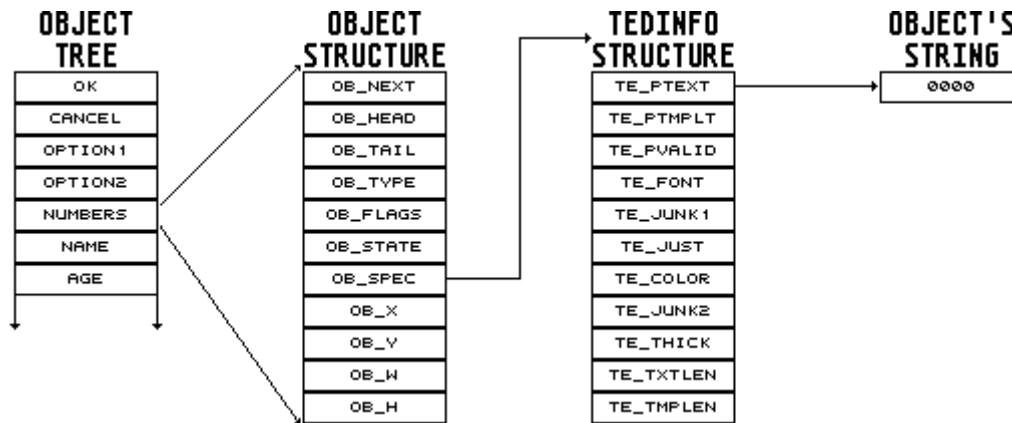 OBJECT
TREE
OK
CANCEL
OPTION1
OPTION2
NUMBERS
NAME
AGE
OBJECT
STRUCTURE
OB_NEXT
OB_HEAD
OB_TAIL
OB_TYPE
OB_FLAGS
OB_STATE
OB_SPEC
OB_X
OB_Y
OB_W
OB_H
TEDINFO
STRUCTURE
TE_PTEXT
TE_PTMPLT
TE_PVALID
TE_FONT
TE_JUNK1
TE_JUST
TE_COLOR
TE_JUNK2
TE_THICK
TE_TXTLEN
TE_TMPLEN
OBJECT'S
STRING
0000